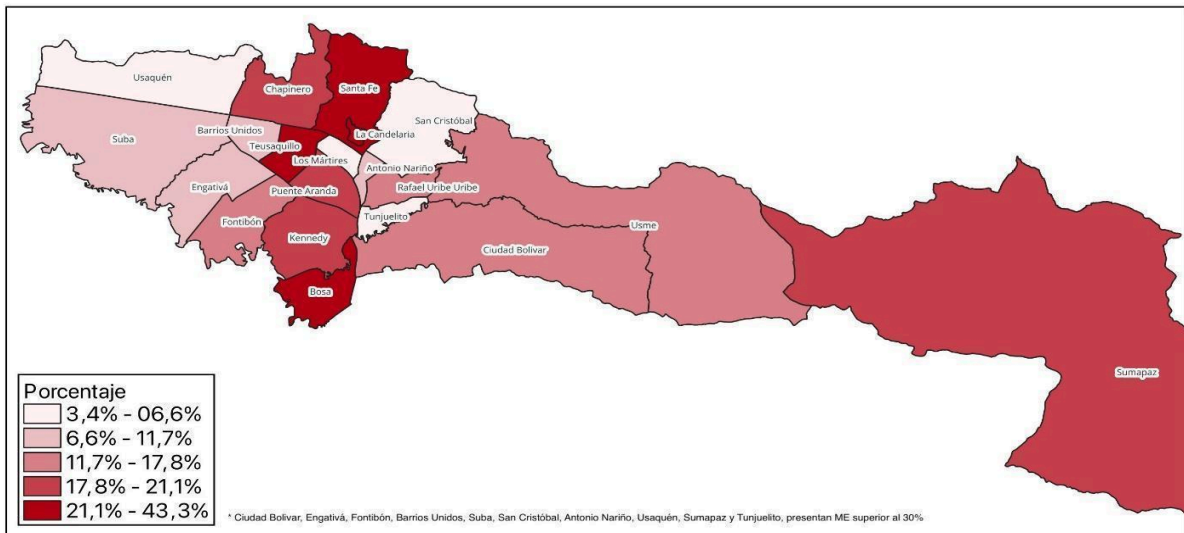 Usaquén
Chapinero
Santa Fe
San Cristóbal
La Candelaria
Barrios Unidos
Suba
Teusaquillo
Los Mártires
Antonio Nariño
Engativá
Puente Aranda
Rafael Uribe Uribe
Fontibón
Tunjuelito
Usme
Kennedy
Ciudad Bolivar
Bosa
Sumapaz
Porcentaje
3,4% - 06,6%
6,6% - 11,7%
11,7% - 17,8%
17,8% - 21,1%
21,1% - 43,3%
* Ciudad Bolivar, Engativá, Fontibón, Barrios Unidos, Suba, San Cristóbal, Antonio Nariño, Usaquén, Sumapaz y Tunjuelito, presentan ME superior al 30%